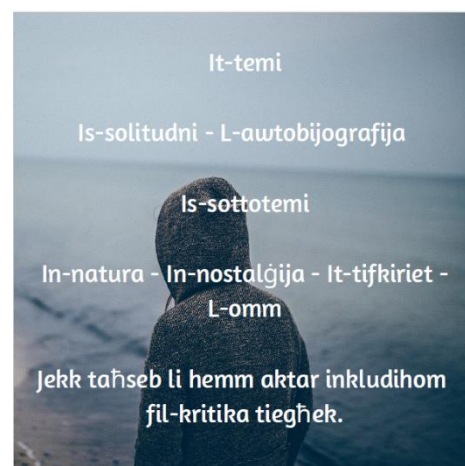 It-temi
Is-solitudni - L-awtobijografija
Is-sottotemi
In-natura - In-nostalġija - It-tifkiriet -
L-omm
Jekk taħseb li hemm aktar inkludihom
fil-kritika tiegħek.